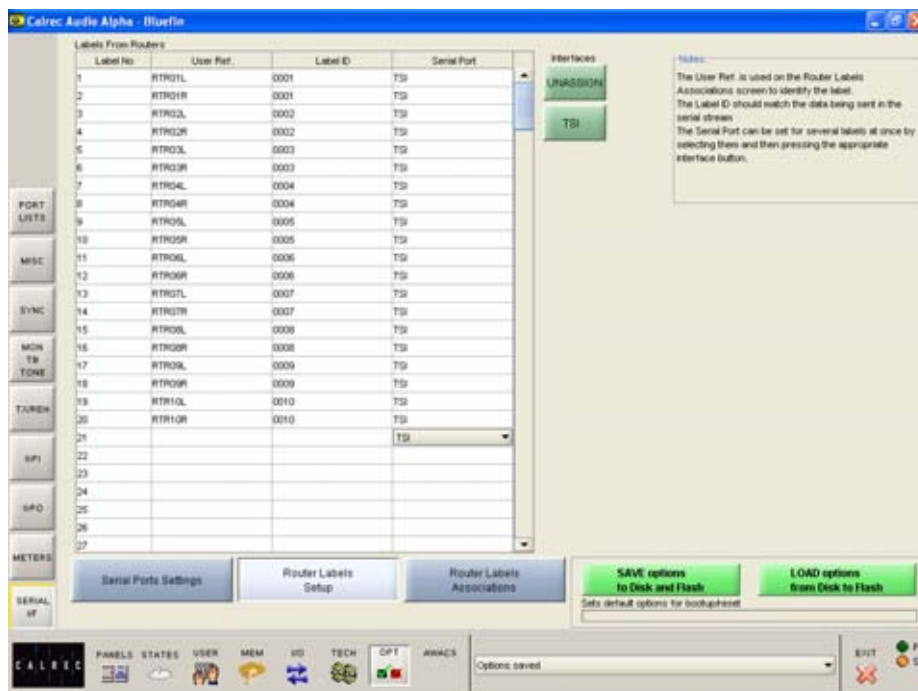 Calrec Audio Alpha - Bluefin
Labels From Routers
Label No User Ref. Label ID Serial Port
1 RTR01L 0001 TSI
2 RTR01R 0001 TSI
3 RTR02L 0002 TSI
4 RTR02R 0002 TSI
5 RTR03L 0003 TSI
6 RTR03R 0003 TSI
7 RTR04L 0004 TSI
8 RTR04R 0004 TSI
9 RTR05L 0005 TSI
10 RTR05R 0005 TSI
11 RTR06L 0006 TSI
12 RTR06R 0006 TSI
13 RTR07L 0007 TSI
14 RTR07R 0007 TSI
15 RTR08L 0008 TSI
16 RTR08R 0008 TSI
17 RTR09L 0009 TSI
18 RTR09R 0009 TSI
19 RTR10L 0010 TSI
20 RTR10R 0010 TSI
21 TSI
22
23
24
25
26
27
Interfaces
UNASSIGN
TSI
Notes:
The User Ref. is used on the Router Labels
Associations screen to identify the label.
The Label ID should match the data being sent in the
serial stream
The Serial Port can be set for several labels at once by
selecting them and then pressing the appropriate
interface button.
PORT
LISTS
MISC
SYNC
MON
TB
TONE
TX/REH
GPI
GPO
METERS
SERIAL
I/F
Serial Ports Settings
Router Labels
Setup
Router Labels
Associations
SAVE options
to Disk and Flash
LOAD options
from Disk to Flash
Sets default options for bootup/reset
CALREC
PANELS STATES USER MEM I/O TECH OPT AWACS
Options saved
EXIT